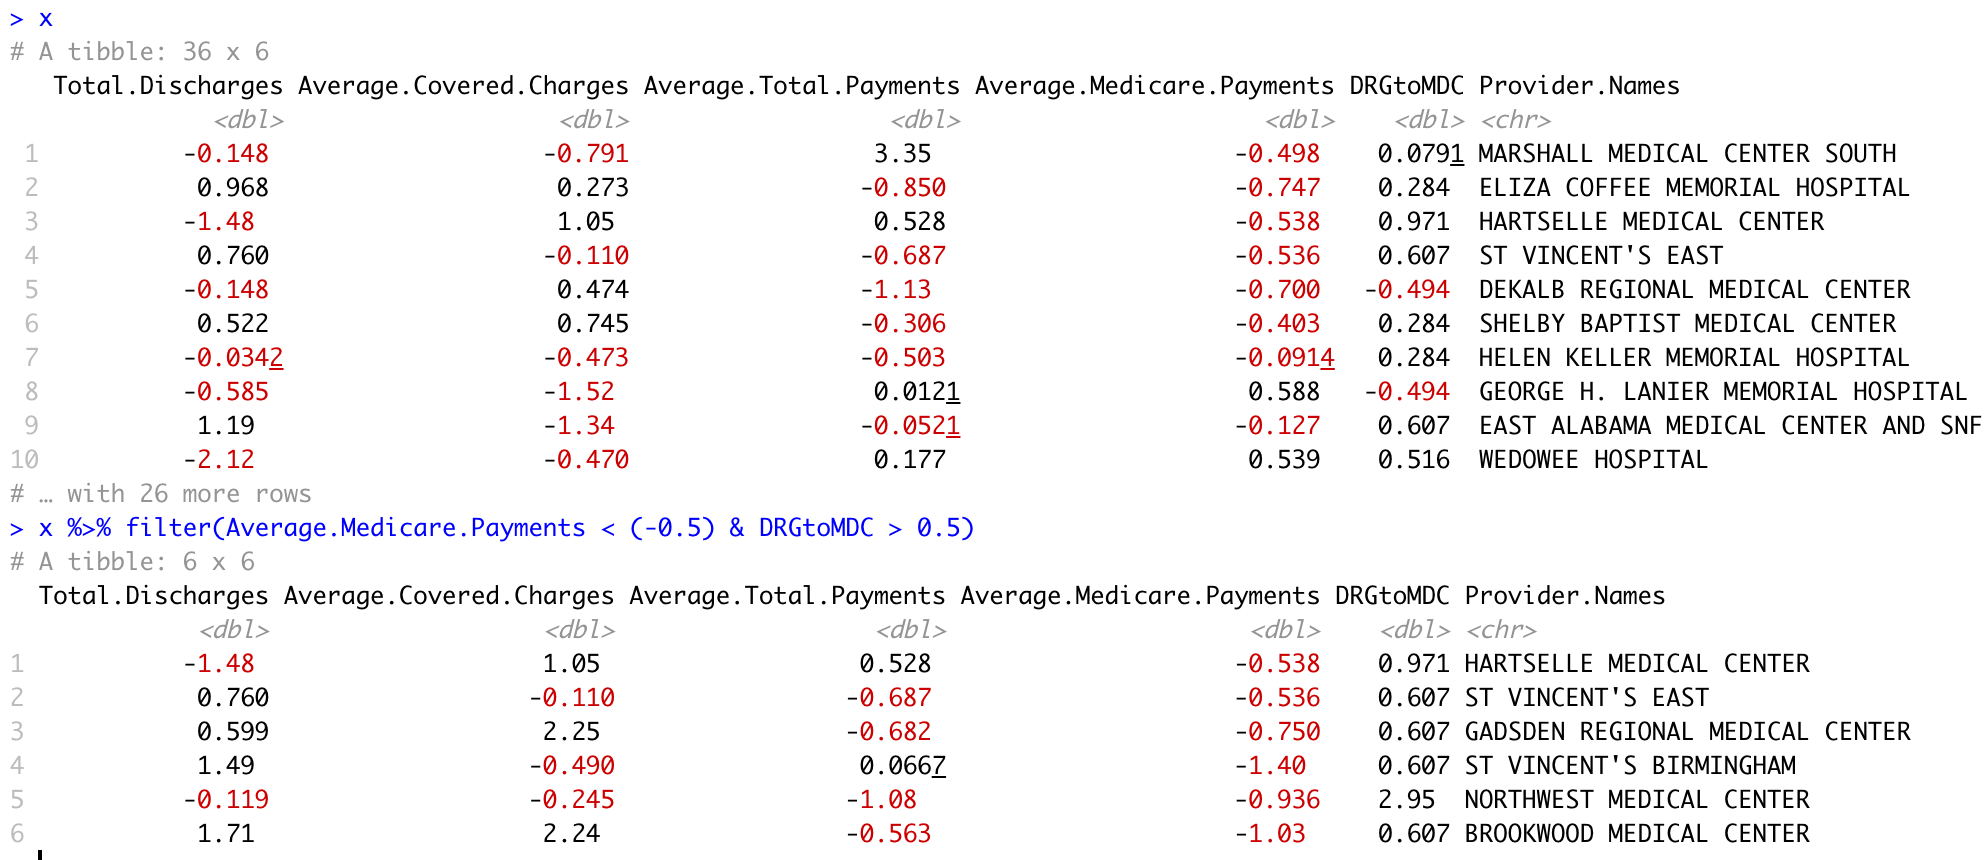 > x
# A tibble: 36 x 6
   Total.Discharges Average.Covered.Charges Average.Total.Payments Average.Medicare.Payments DRGtoMDC Provider.Names
              <dbl>                   <dbl>                  <dbl>                     <dbl>    <dbl> <chr>
 1          -0.148                   -0.791                 3.35                   -0.498    0.0791 MARSHALL MEDICAL CENTER SOUTH
 2           0.968                    0.273                -0.850                  -0.747    0.284  ELIZA COFFEE MEMORIAL HOSPITAL
 3          -1.48                     1.05                  0.528                  -0.538    0.971  HARTSELLE MEDICAL CENTER
 4           0.760                   -0.110                -0.687                  -0.536    0.607  ST VINCENT'S EAST
 5          -0.148                    0.474                -1.13                   -0.700   -0.494  DEKALB REGIONAL MEDICAL CENTER
 6           0.522                    0.745                -0.306                  -0.403    0.284  SHELBY BAPTIST MEDICAL CENTER
 7          -0.0342                  -0.473                -0.503                  -0.0914   0.284  HELEN KELLER MEMORIAL HOSPITAL
 8          -0.585                   -1.52                  0.0121                  0.588   -0.494  GEORGE H. LANIER MEMORIAL HOSPITAL
 9           1.19                    -1.34                 -0.0521                 -0.127    0.607  EAST ALABAMA MEDICAL CENTER AND SNF
10          -2.12                    -0.470                 0.177                   0.539    0.516  WEDOWEE HOSPITAL
# … with 26 more rows
> x %>% filter(Average.Medicare.Payments < (-0.5) & DRGtoMDC > 0.5)
# A tibble: 6 x 6
  Total.Discharges Average.Covered.Charges Average.Total.Payments Average.Medicare.Payments DRGtoMDC Provider.Names
             <dbl>                   <dbl>                  <dbl>                     <dbl>    <dbl> <chr>
1           -1.48                    1.05                  0.528                   -0.538    0.971 HARTSELLE MEDICAL CENTER
2            0.760                  -0.110                -0.687                   -0.536    0.607 ST VINCENT'S EAST
3            0.599                   2.25                 -0.682                   -0.750    0.607 GADSDEN REGIONAL MEDICAL CENTER
4            1.49                   -0.490                 0.0667                  -1.40     0.607 ST VINCENT'S BIRMINGHAM
5           -0.119                  -0.245                -1.08                    -0.936    2.95  NORTHWEST MEDICAL CENTER
6            1.71                    2.24                 -0.563                   -1.03     0.607 BROOKWOOD MEDICAL CENTER